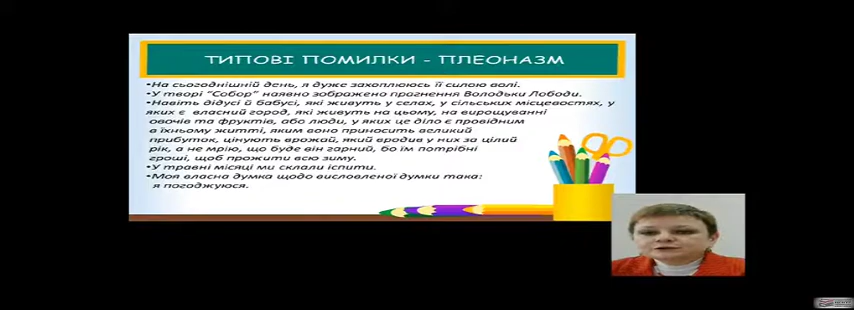 ТИПОВІ ПОМИЛКИ - ПЛЕОНАЗМ
•На сьогоднішній день, я дуже захоплююсь її силою волі.
•У творі "Собор" наявно зображено прагнення Володьки Лободи.
•Навіть дідусі й бабусі, які живуть у селах, у сільських місцевостях, у
яких є власний город, які живуть на цьому, на вирощуванні
овочів та фруктів, або люди, у яких це діло є провідним
в їхньому житті, яким воно приносить великий
прибуток, цінують врожай, який вродив у них за цілий
рік, а не мрію, що буде він гарний, бо їм потрібні
гроші, щоб прожити всю зиму.
•У травні місяці ми склали іспити.
•Моя власна думка щодо висловленої думки така:
я погоджуюся.